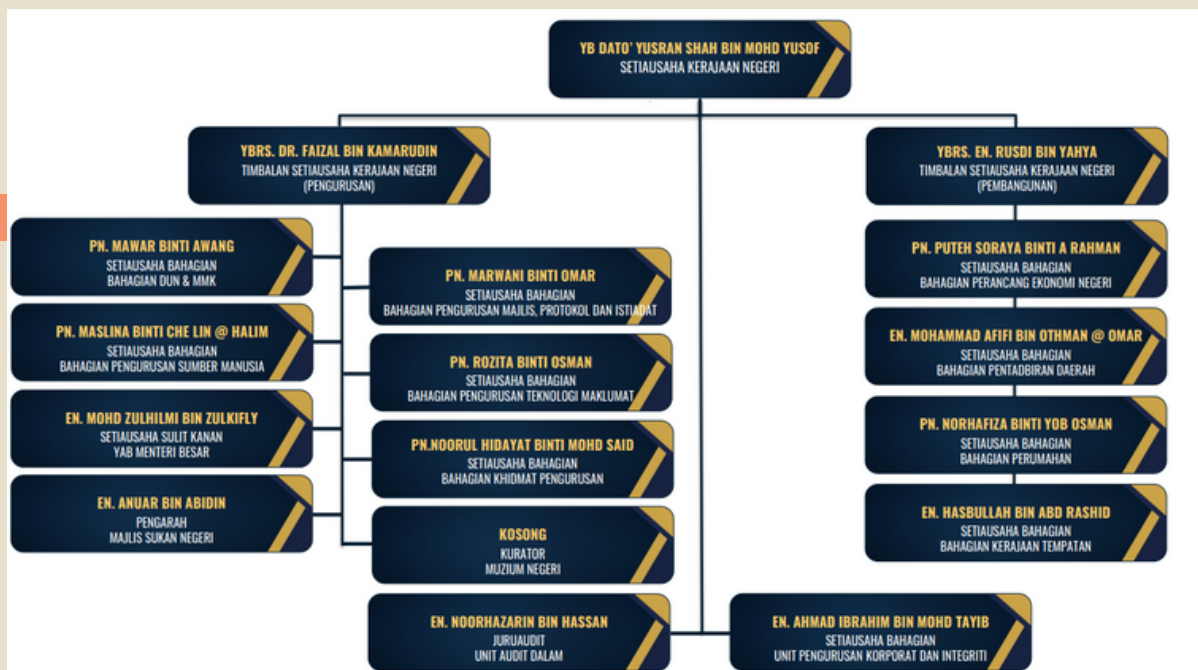 YB DATO' YUSRAN SHAH BIN MOHD YUSOF
SETIAUSAHA KERAJAAN NEGERI
YBRS. DR. FAIZAL BIN KAMARUDIN
TIMBALAN SETIAUSAHA KERAJAAN NEGERI
(PENGURUSAN)
YBRS. EN. RUSDI BIN YAHYA
TIMBALAN SETIAUSAHA KERAJAAN NEGERI
(PEMBANGUNAN)
PN. MAWAR BINTI AWANG
SETIAUSAHA BAHAGIAN
BAHAGIAN DUN & MMK
PN. MASLINA BINTI CHE LIN @ HALIM
SETIAUSAHA BAHAGIAN
BAHAGIAN PENGURUSAN SUMBER MANUSIA
EN. MOHD ZULHILMI BIN ZULKIFLY
SETIAUSAHA SULIT KANAN
YAB MENTERI BESAR
EN. ANUAR BIN ABIDIN
PENGARAH
MAJLIS SUKAN NEGERI
PN. MARWANI BINTI OMAR
SETIAUSAHA BAHAGIAN
BAHAGIAN PENGURUSAN MAJLIS, PROTOKOL DAN ISTIADAT
PN. ROZITA BINTI OSMAN
SETIAUSAHA BAHAGIAN
BAHAGIAN PENGURUSAN TEKNOLOGI MAKLUMAT
PN.NOORUL HIDAYAT BINTI MOHD SAID
SETIAUSAHA BAHAGIAN
BAHAGIAN KHIDMAT PENGURUSAN
KOSONG
KURATOR
MUZIUM NEGERI
PN. PUTEH SORAYA BINTI A RAHMAN
SETIAUSAHA BAHAGIAN
BAHAGIAN PERANCANG EKONOMI NEGERI
EN. MOHAMMAD AFIFI BIN OTHMAN @ OMAR
SETIAUSAHA BAHAGIAN
BAHAGIAN PENTADBIRAN DAERAH
PN. NORHAFIZA BINTI YOB OSMAN
SETIAUSAHA BAHAGIAN
BAHAGIAN PERUMAHAN
EN. HASBULLAH BIN ABD RASHID
SETIAUSAHA BAHAGIAN
BAHAGIAN KERAJAAN TEMPATAN
EN. NOORHAZARIN BIN HASSAN
JURUAUDIT
UNIT AUDIT DALAM
EN. AHMAD IBRAHIM BIN MOHD TAYIB
SETIAUSAHA BAHAGIAN
UNIT PENGURUSAN KORPORAT DAN INTEGRITI